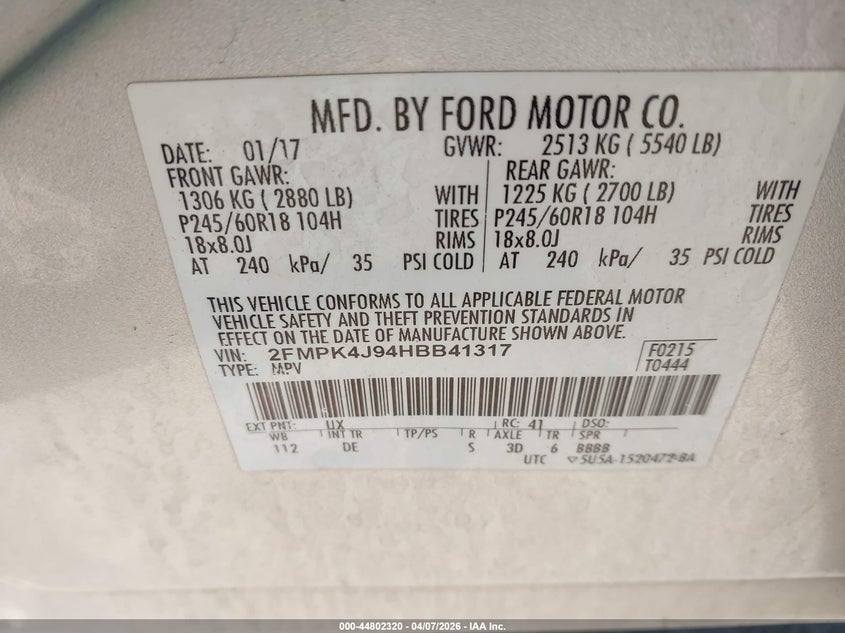 MFD. BY FORD MOTOR CO.
DATE: 01/17 GVWR: 2513 KG ( 5540 LB)
FRONT GAWR: REAR GAWR:
1306 KG ( 2880 LB) WITH 1225 KG ( 2700 LB) WITH
P245/60R18 104H TIRES P245/60R18 104H TIRES
18x8.0J RIMS 18x8.0J RIMS
AT 240 kPa/ 35 PSI COLD AT 240 kPa/ 35 PSI COLD
THIS VEHICLE CONFORMS TO ALL APPLICABLE FEDERAL MOTOR
VEHICLE SAFETY AND THEFT PREVENTION STANDARDS IN
EFFECT ON THE DATE OF MANUFACTURE SHOWN ABOVE.
VIN: 2FMPK4J94HBB41317 F0215
TYPE: MPV T0444
EXT PNT: UX RC: 41 DSO:
WB INT TR TP/PS R AXLE TR SPR
112 DE S 3D 6 BBBB
UTC ▽5U5A-1520472-BA
000-44802320 - 04/07/2026 - IAA Inc.